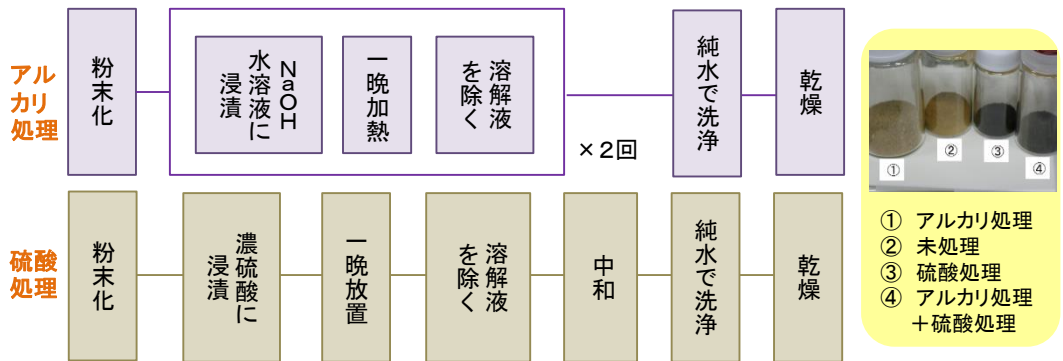 アル
カリ
処理
粉末化
NaOH
水溶液に
浸漬
一晩加熱
溶解液
を除く
×2回
純水で洗浄
乾燥
硫酸
処理
粉末化
濃硫酸に
浸漬
一晩放置
溶解液
を除く
中和
純水で洗浄
乾燥
①
②
③
④
① アルカリ処理
② 未処理
③ 硫酸処理
④ アルカリ処理
+硫酸処理